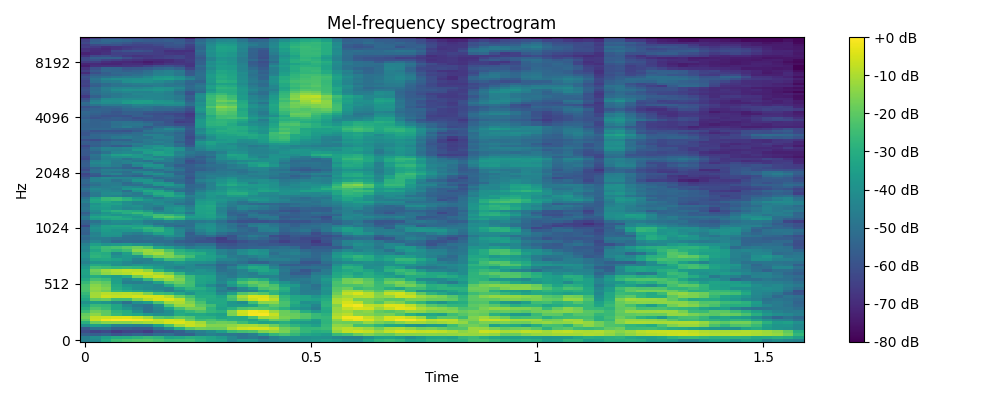 Mel-frequency spectrogram
Hz
8192
4096
2048
1024
512
0
0
0.5
1
1.5
Time
+0 dB
-10 dB
-20 dB
-30 dB
-40 dB
-50 dB
-60 dB
-70 dB
-80 dB